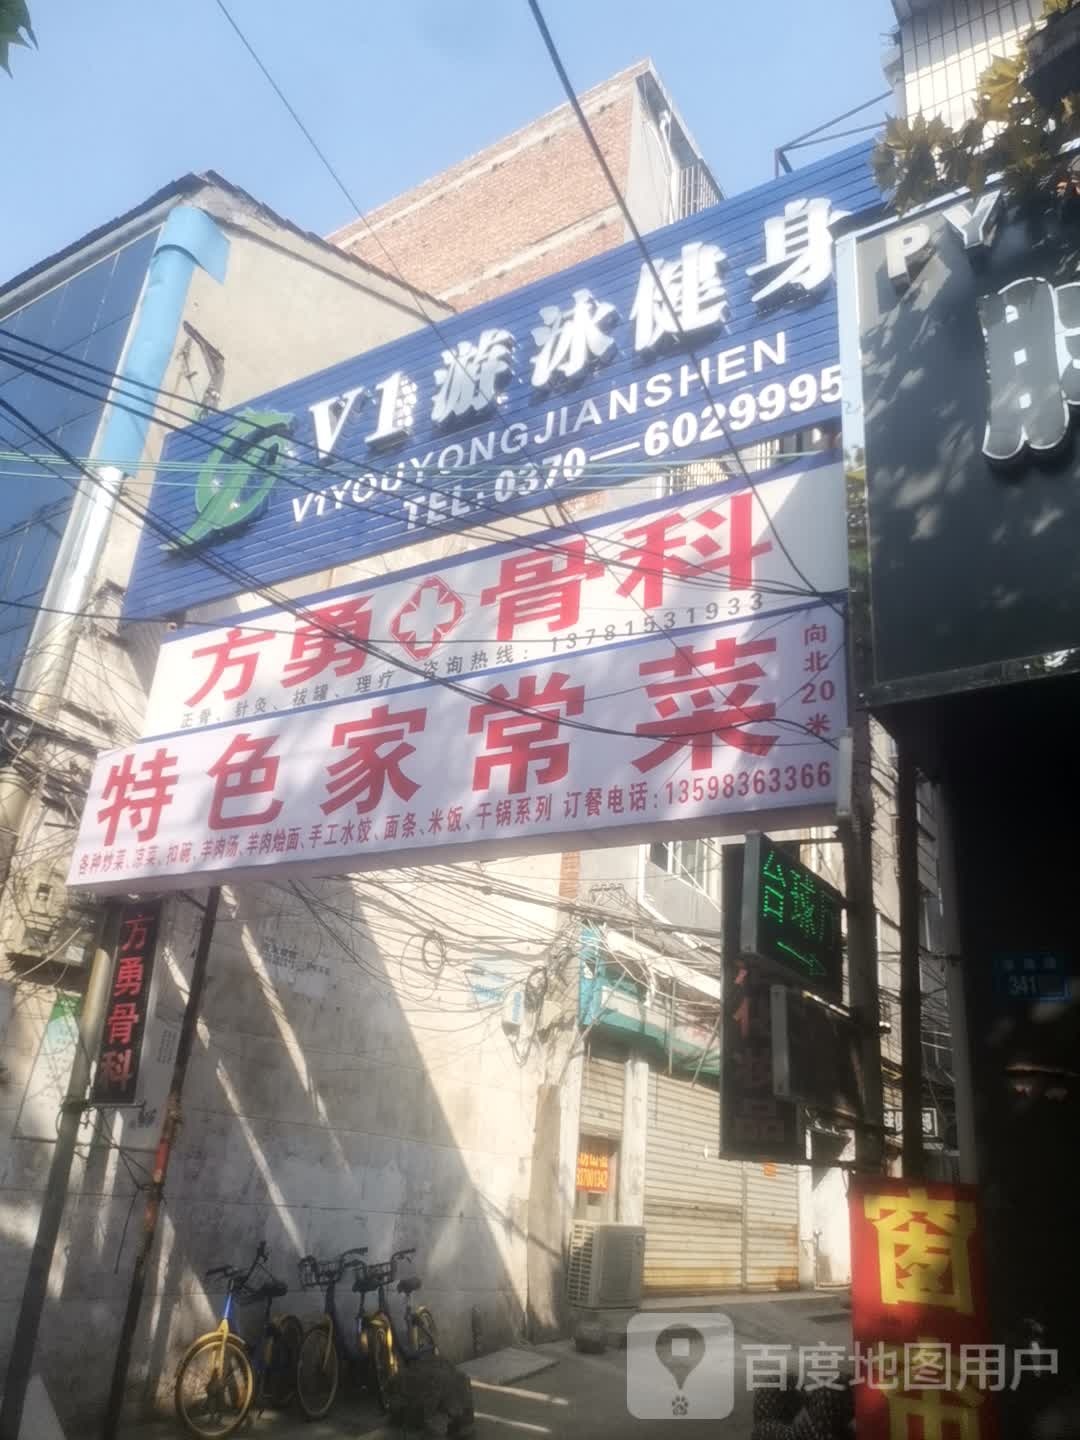 V1游泳健身
V1YOUYONGJIANSHEN
TEL:0370—6029995
方勇骨科
正骨、针灸、拔罐、理疗 咨询热线：13781531933
特色家常菜
向北20米
各种炒菜、凉菜、扣碗、羊肉汤、羊肉烩面、手工水饺、面条、米饭、干锅系列 订餐电话：13598363366
PY
方勇骨科
台球厅
341
窗帘
百度地图用户